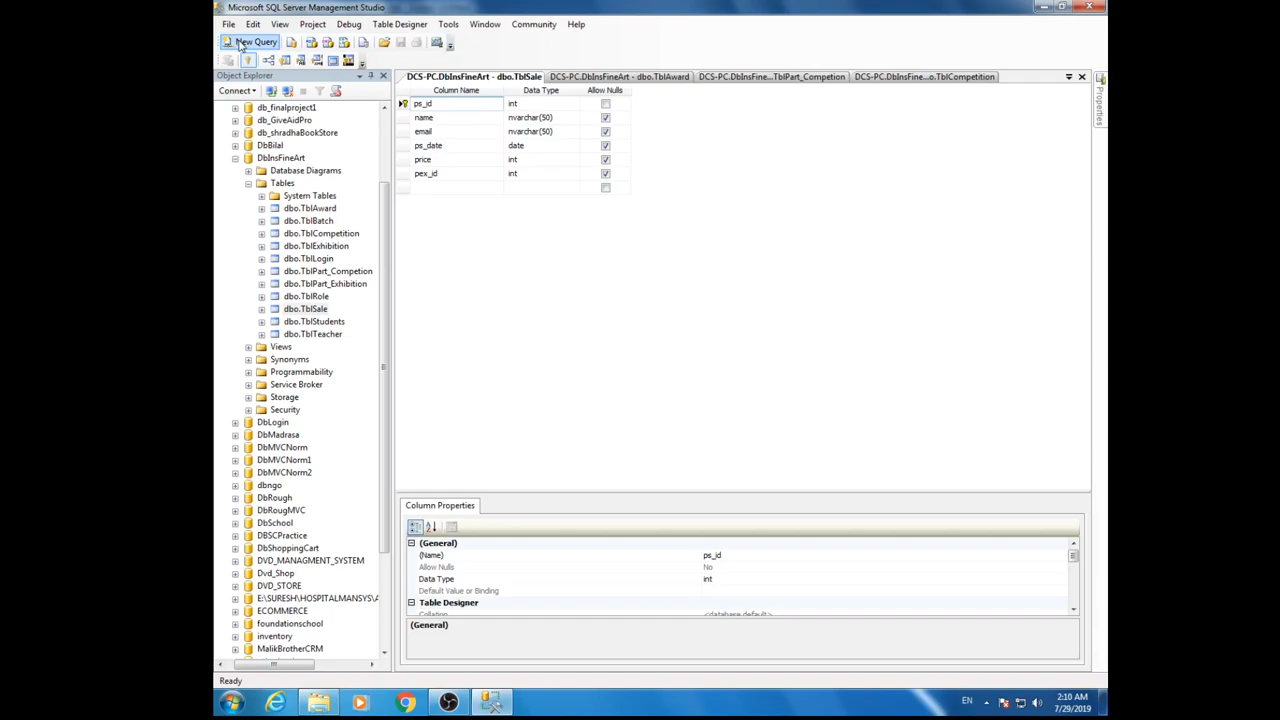 Microsoft SQL Server Management Studio
File Edit View Project Debug Table Designer Tools Window Community Help
New Query
Object Explorer
Connect
db_finalproject1
db_GiveAidPro
db_shradhaBookStore
DbBilal
DbInsFineArt
Database Diagrams
Tables
System Tables
dbo.TblAward
dbo.TblBatch
dbo.TblCompetition
dbo.TblExhibition
dbo.TblLogin
dbo.TblPart_Competion
dbo.TblPart_Exhibition
dbo.TblRole
dbo.TblSale
dbo.TblStudents
dbo.TblTeacher
Views
Synonyms
Programmability
Service Broker
Storage
Security
DbLogin
DbMadrasa
DbMVCNorm
DbMVCNorm1
DbMVCNorm2
dbngo
DbRough
DbRougMVC
DbSchool
DBSCPractice
DbShoppingCart
DVD_MANAGMENT_SYSTEM
Dvd_Shop
DVD_STORE
E:\SURESH\HOSPITALMANSYS\A
ECOMMERCE
foundationschool
inventory
MalikBrotherCRM
DCS-PC.DbInsFineArt - dbo.TblSale DCS-PC.DbInsFineArt - dbo.TblAward DCS-PC.DbInsFine...TblPart_Competion DCS-PC.DbInsFine...o.TblCompetition
Column Name Data Type Allow Nulls
ps_id int
name nvarchar(50)
email nvarchar(50)
ps_date date
price int
pex_id int
Properties
Column Properties
(General)
(Name) ps_id
Allow Nulls No
Data Type int
Default Value or Binding
Table Designer
Collation <database default>
(General)
Ready
EN
2:10 AM
7/29/2019